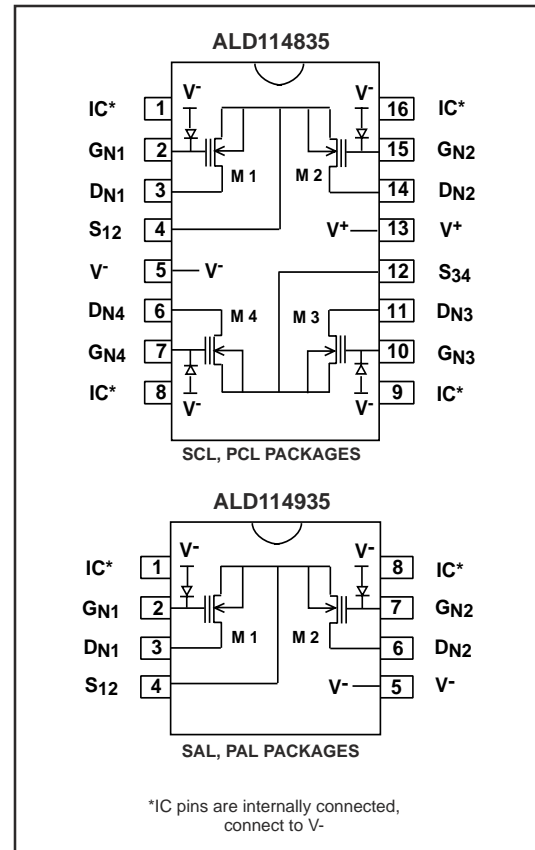 ALD114835
IC* 1 V- V- 16 IC*
GN1 2 M 1 M 2 15 GN2
DN1 3 14 DN2
S12 4 V+ 13 V+
V- 5 V- 12 S34
DN4 6 M 4 M 3 11 DN3
GN4 7 10 GN3
IC* 8 V- V- 9 IC*
SCL, PCL PACKAGES
ALD114935
IC* 1 V- V- 8 IC*
GN1 2 M 1 M 2 7 GN2
DN1 3 6 DN2
S12 4 V- 5 V-
SAL, PAL PACKAGES
*IC pins are internally connected,
connect to V-